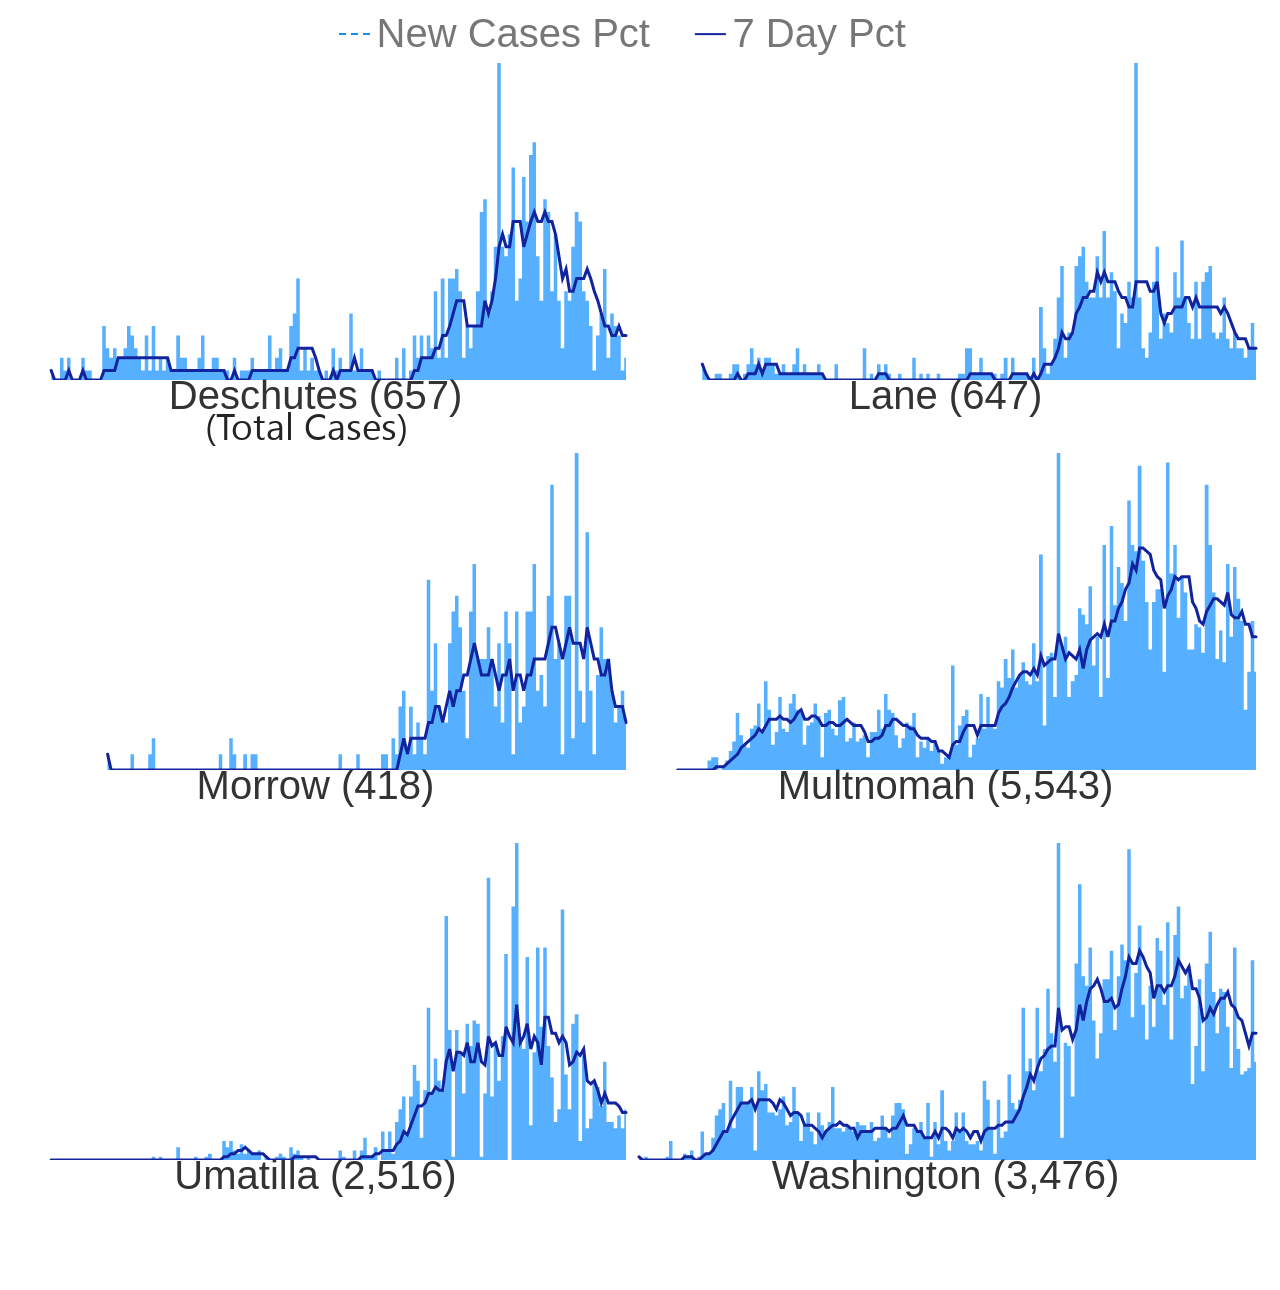 New Cases Pct 7 Day Pct
Deschutes (657) Lane (647)
(Total Cases)
Morrow (418) Multnomah (5,543)
Umatilla (2,516) Washington (3,476)